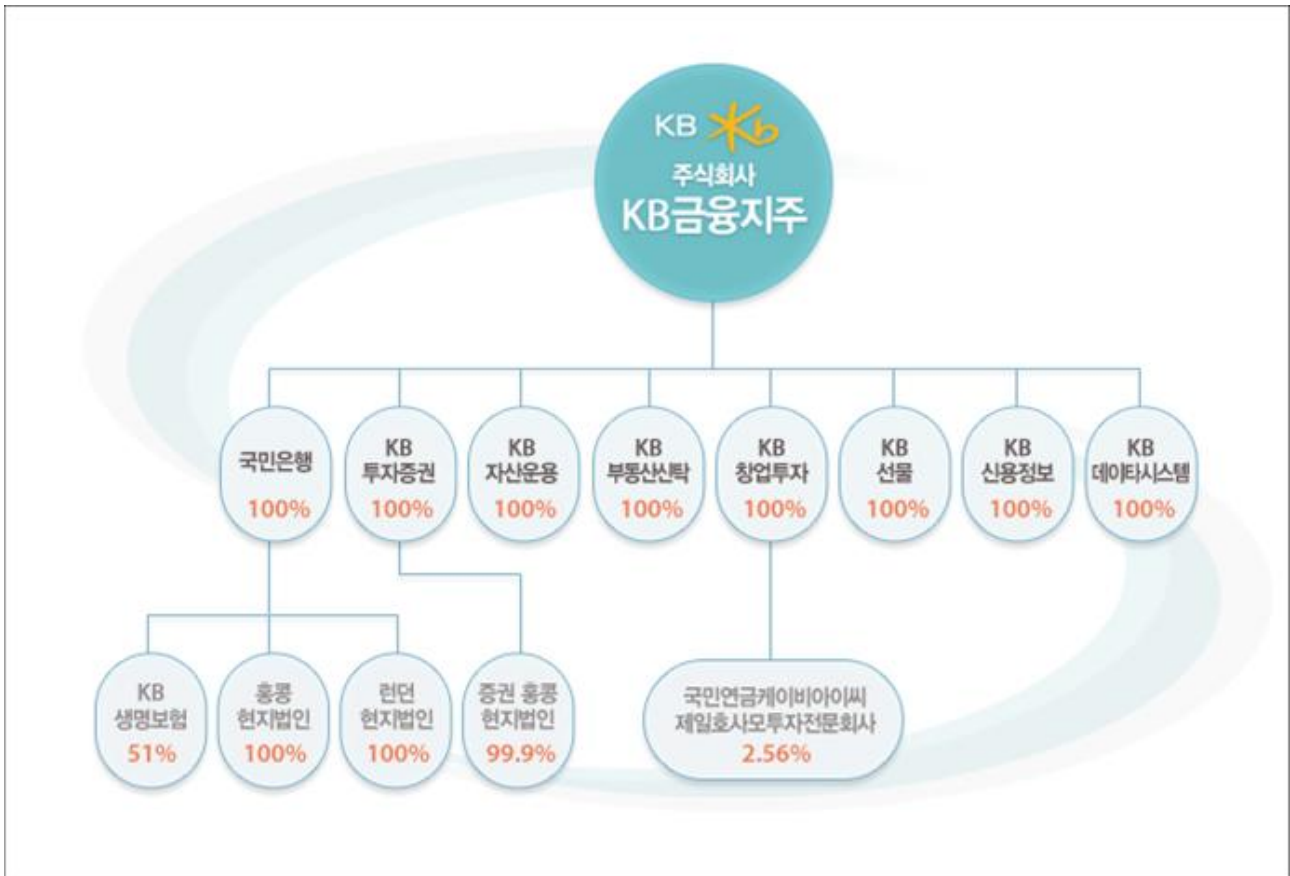 KB Kb
주식회사
KB금융지주
국민은행
100%
KB
투자증권
100%
KB
자산운용
100%
KB
부동산신탁
100%
KB
창업투자
100%
KB
선물
100%
KB
신용정보
100%
KB
데이타시스템
100%
KB
생명보험
51%
홍콩
현지법인
100%
런던
현지법인
100%
증권 홍콩
현지법인
99.9%
국민연금케이비아이씨
제일호사모투자전문회사
2.56%